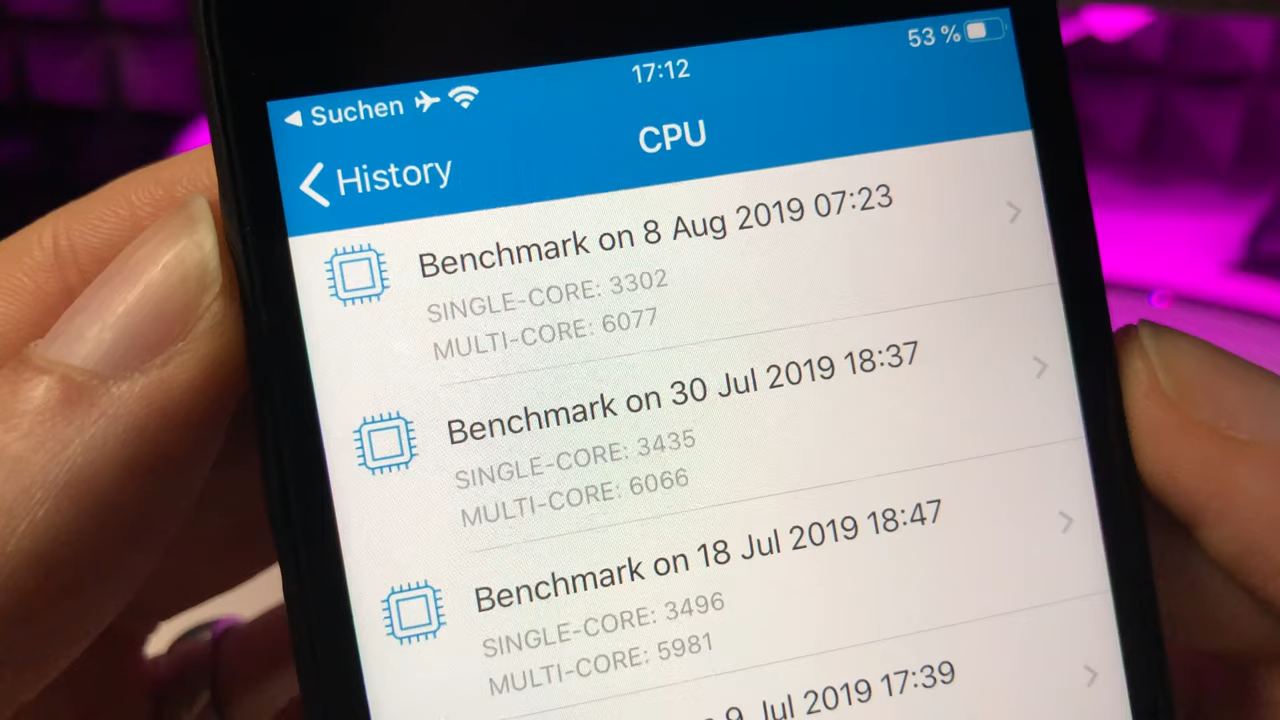 53 %
17:12
Suchen
CPU
History
Benchmark on 8 Aug 2019 07:23
SINGLE-CORE: 3302
MULTI-CORE: 6077
Benchmark on 30 Jul 2019 18:37
SINGLE-CORE: 3435
MULTI-CORE: 6066
Benchmark on 18 Jul 2019 18:47
SINGLE-CORE: 3496
MULTI-CORE: 5981
9 Jul 2019 17:39